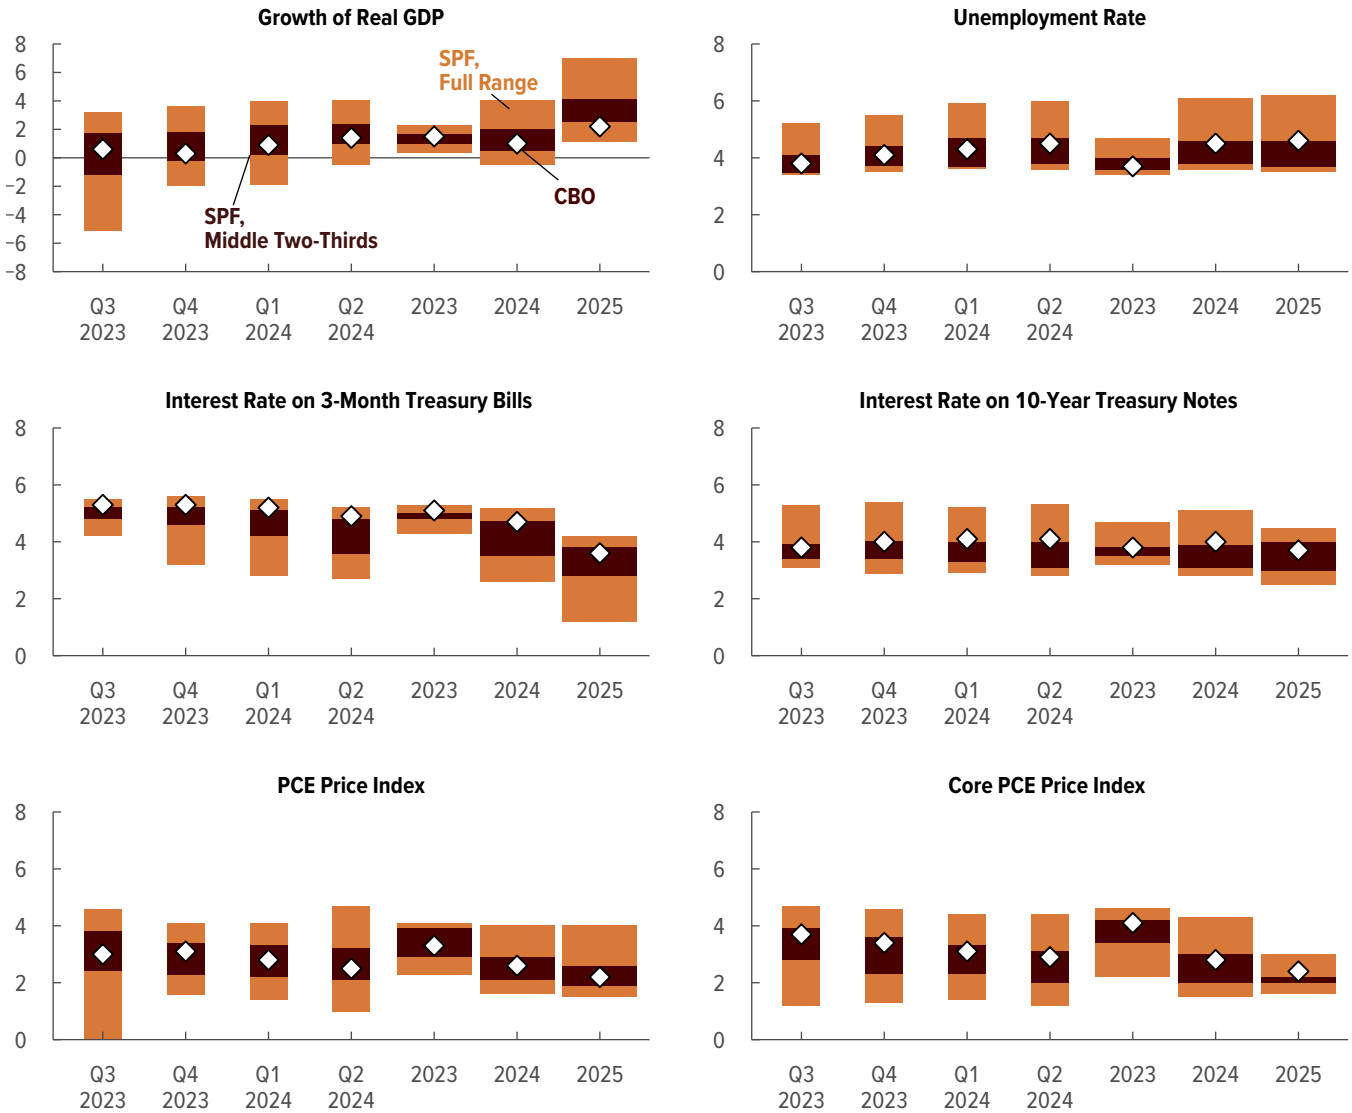 Growth of Real GDP
8
6
4
2
0
−2
−4
−6
−8
SPF,
Full Range
SPF,
Middle Two-Thirds
CBO
Q3 Q4 Q1 Q2 2023 2024 2025
2023 2023 2024 2024
Unemployment Rate
8
6
4
2
0
Q3 Q4 Q1 Q2 2023 2024 2025
2023 2023 2024 2024
Interest Rate on 3-Month Treasury Bills
8
6
4
2
0
Q3 Q4 Q1 Q2 2023 2024 2025
2023 2023 2024 2024
Interest Rate on 10-Year Treasury Notes
8
6
4
2
0
Q3 Q4 Q1 Q2 2023 2024 2025
2023 2023 2024 2024
PCE Price Index
8
6
4
2
0
Q3 Q4 Q1 Q2 2023 2024 2025
2023 2023 2024 2024
Core PCE Price Index
8
6
4
2
0
Q3 Q4 Q1 Q2 2023 2024 2025
2023 2023 2024 2024